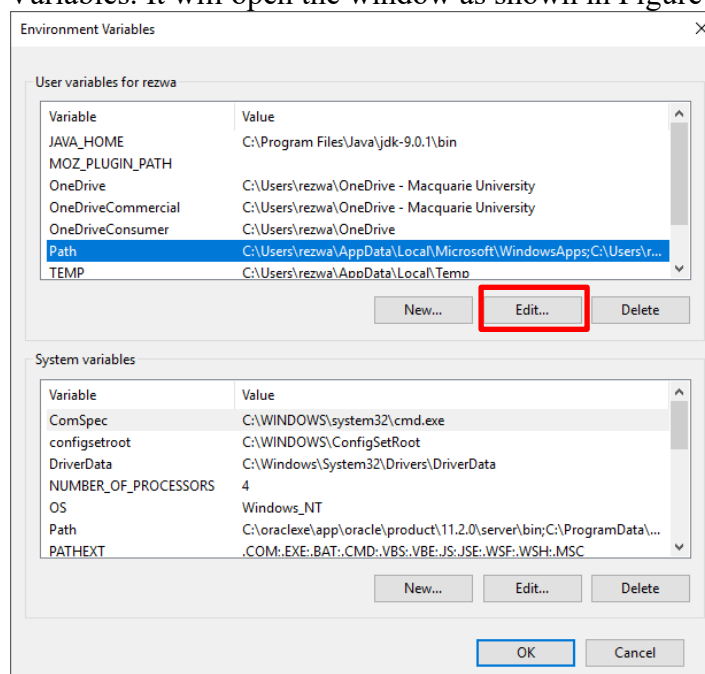 Variables. It will open the window as shown in Figure
Environment Variables
User variables for rezwa
Variable Value
JAVA_HOME C:\Program Files\Java\jdk-9.0.1\bin
MOZ_PLUGIN_PATH
OneDrive C:\Users\rezwa\OneDrive - Macquarie University
OneDriveCommercial C:\Users\rezwa\OneDrive - Macquarie University
OneDriveConsumer C:\Users\rezwa\OneDrive
Path C:\Users\rezwa\AppData\Local\Microsoft\WindowsApps;C:\Users\r...
TEMP C:\Users\rezwa\AppData\Local\Temp
New... Edit... Delete
System variables
Variable Value
ComSpec C:\WINDOWS\system32\cmd.exe
configsetroot C:\WINDOWS\ConfigSetRoot
DriverData C:\Windows\System32\Drivers\DriverData
NUMBER_OF_PROCESSORS 4
OS Windows_NT
Path C:\oraclexe\app\oracle\product\11.2.0\server\bin;C:\ProgramData\...
PATHEXT .COM;.EXE;.BAT;.CMD;.VBS;.VBE;.JS;.JSE;.WSF;.WSH;.MSC
New... Edit... Delete
OK Cancel